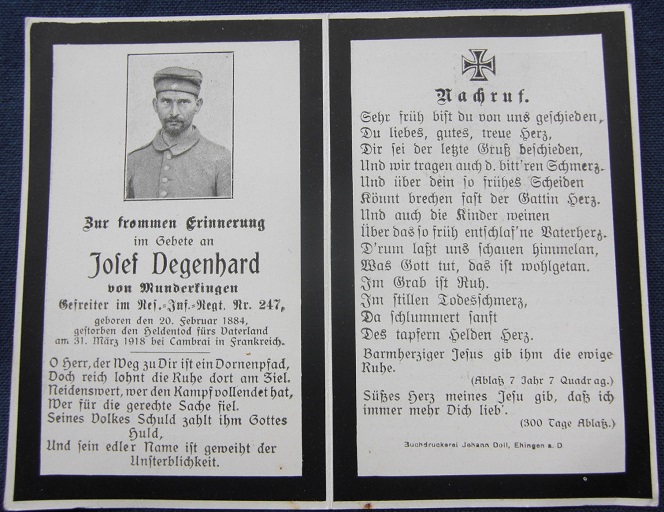 Zur frommen Erinnerung
im Gebete an
Josef Degenhard
von Munderkingen
Gefreiter im Res.-Inf.-Regt. Nr. 247,
geboren den 20. Februar 1884,
gestorben den Heldentod fürs Vaterland
am 31. März 1918 bei Cambrai in Frankreich.
O Herr, der Weg zu Dir ist ein Dornenpfad,
Doch reich lohnt die Ruhe dort am Ziel.
Neidenswert, wer den Kampf vollendet hat,
Wer für die gerechte Sache fiel.
Seines Volkes Schuld zahlt ihm Gottes
Huld,
Und sein edler Name ist geweiht der
Unsterblichkeit.
Nachruf.
Sehr früh bist du von uns geschieden,
Du liebes, gutes, treue Herz,
Dir sei der letzte Gruß beschieden,
Und wir tragen auch d. bitt'ren Schmerz.
Und über dein so frühes Scheiden
Könnt brechen fast der Gattin Herz.
Und auch die Kinder weinen
Über das so früh entschlaf'ne Vaterherz.
D'rum laßt uns schauen himmelan,
Was Gott tut, das ist wohlgetan.
Im Grab ist Ruh.
Im stillen Todesschmerz,
Da schlummert sanft
Des tapfern Helden Herz.
Barmherziger Jesus gib ihm die ewige
Ruhe.
(Ablaß 7 Jahr 7 Quadrag.)
Süßes Herz meines Jesu gib, daß ich
immer mehr Dich lieb'.
(300 Tage Ablaß.)
Buchdruckerei Johann Doll, Ehingen a. D.